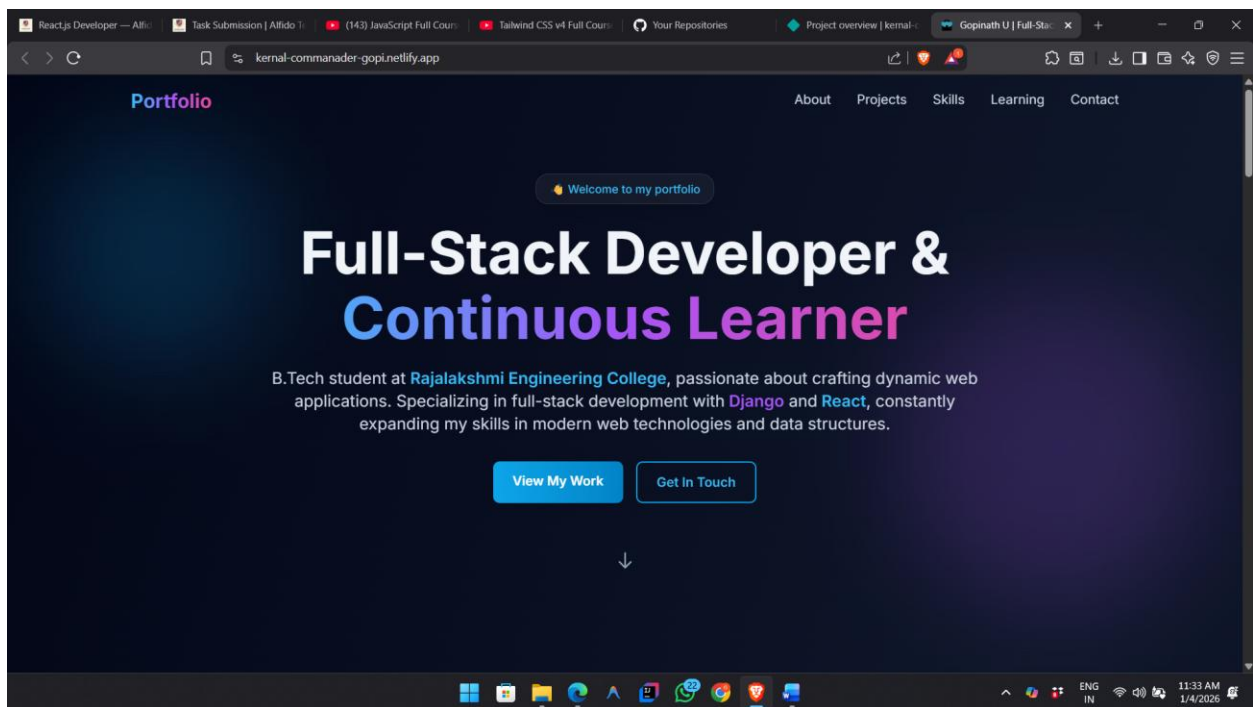 React.js Developer — Alfid
Task Submission | Alfido Te
(143) JavaScript Full Cours
Tailwind CSS v4 Full Cours
Your Repositories
Project overview | kernal-c
Gopinath U | Full-Stac
kernal-commanader-gopi.netlify.app
Portfolio
About
Projects
Skills
Learning
Contact
👋 Welcome to my portfolio
Full-Stack Developer &
Continuous Learner
B.Tech student at Rajalakshmi Engineering College, passionate about crafting dynamic web
applications. Specializing in full-stack development with Django and React, constantly
expanding my skills in modern web technologies and data structures.
View My Work
Get In Touch
22
ENG
IN
11:33 AM
1/4/2026